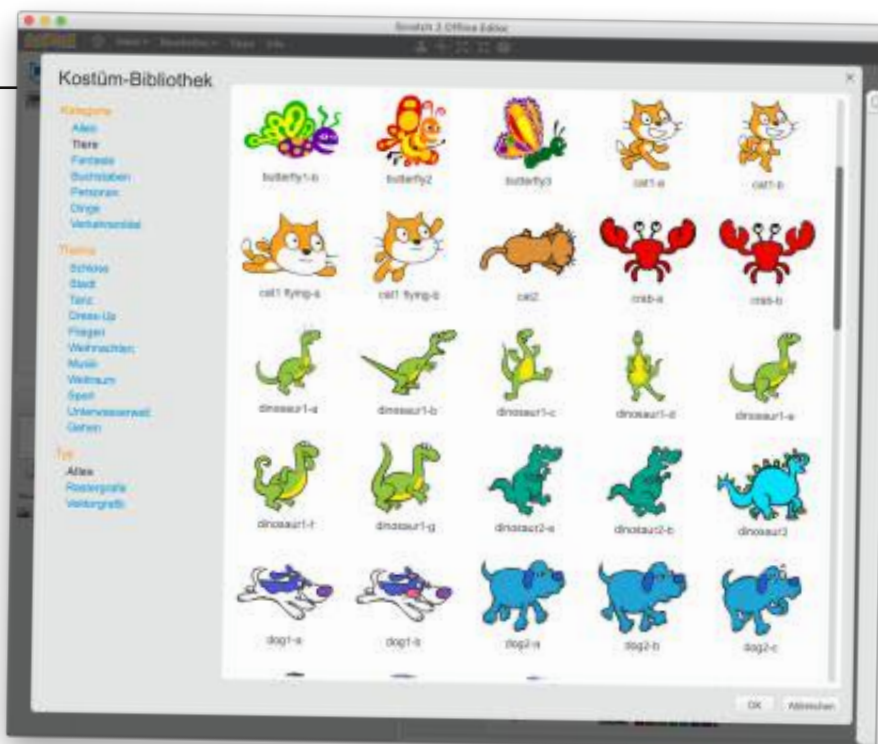 Scratch 2 Offline Editor
Kostüm-Bibliothek
Kategorie
Alles
Tiere
Fantasie
Buchstaben
Personen
Dinge
Verkehrsmittel
Thema
Schloss
Stadt
Tanz
Dress-Up
Fliegen
Weihnachten
Musik
Weltraum
Sport
Unterwasserwelt
Gehen
Typ
Alles
Rastergrafik
Vektorgrafik
butterfly1-b butterfly2 butterfly3 cat1-a cat1-b
cat1 flying-a cat1 flying-b cat2 crab-a crab-b
dinosaur1-a dinosaur1-b dinosaur1-c dinosaur1-d dinosaur1-e
dinosaur1-f dinosaur1-g dinosaur2-a dinosaur2-b dinosaur3
dog1-a dog1-b dog2-a dog2-b dog2-c
OK Abbrechen